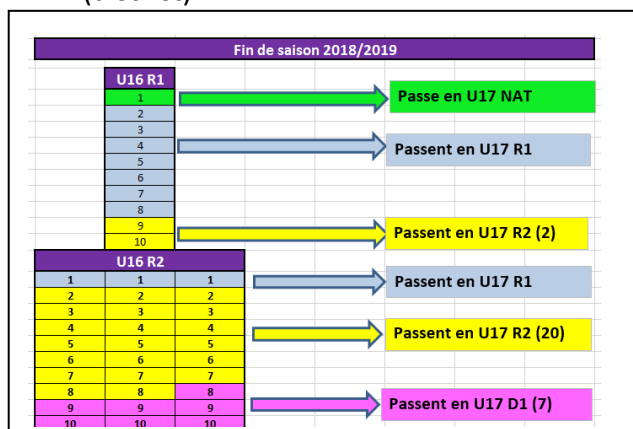 Fin de saison 2018/2019
U16 R1
1 Passe en U17 NAT
2
3
4 Passent en U17 R1
5
6
7
8
9 Passent en U17 R2 (2)
10
U16 R2
1 1 1 Passent en U17 R1
2 2 2
3 3 3
4 4 4 Passent en U17 R2 (20)
5 5 5
6 6 6
7 7 7
8 8 8
9 9 9 Passent en U17 D1 (7)
10 10 10